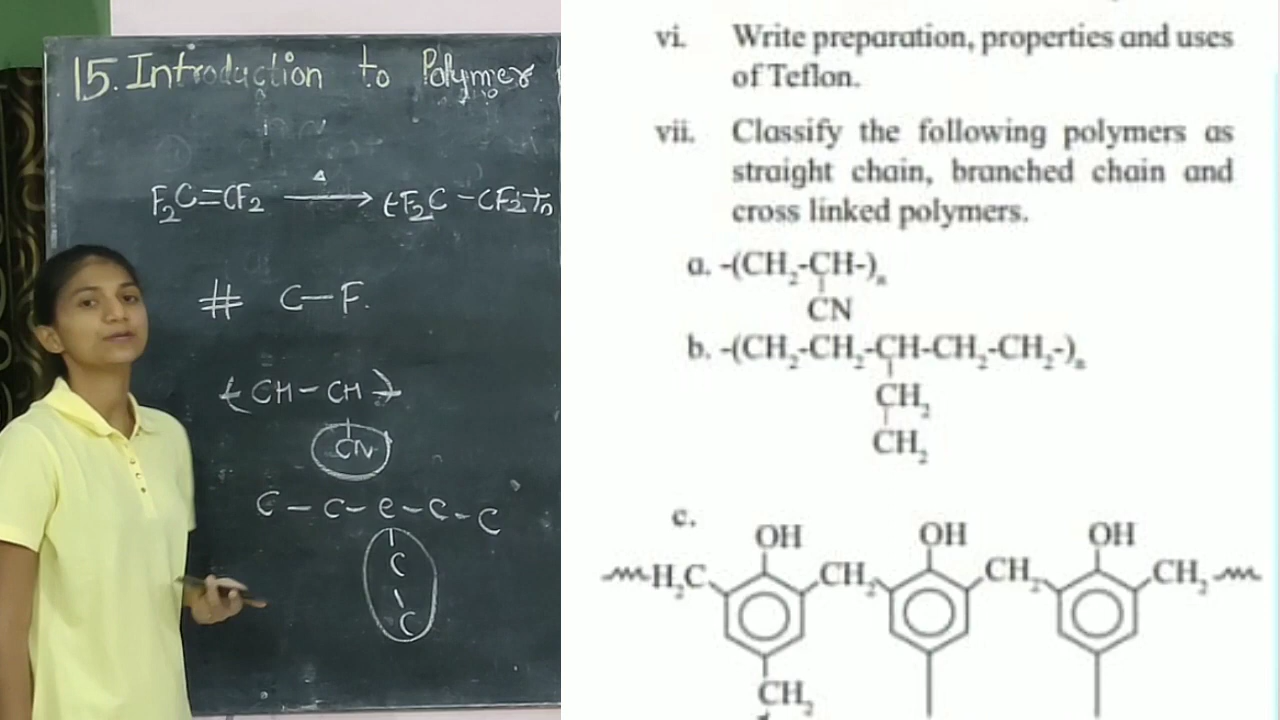 15. Introduction to Polymer
F₂C=CF₂ —Δ→ (F₂C-CF₂)n
# C-F.
(CH-CH)
CN
C-C-C-C-C
C
C
vi. Write preparation, properties and uses
of Teflon.
vii. Classify the following polymers as
straight chain, branched chain and
cross linked polymers.
a. -(CH₂-CH-)ₙ
CN
b. -(CH₂-CH₂-CH-CH₂-CH₂-)ₙ
CH₂
CH₂
c.
OH OH OH
H₂C CH₂ CH₂ CH₂
CH₂